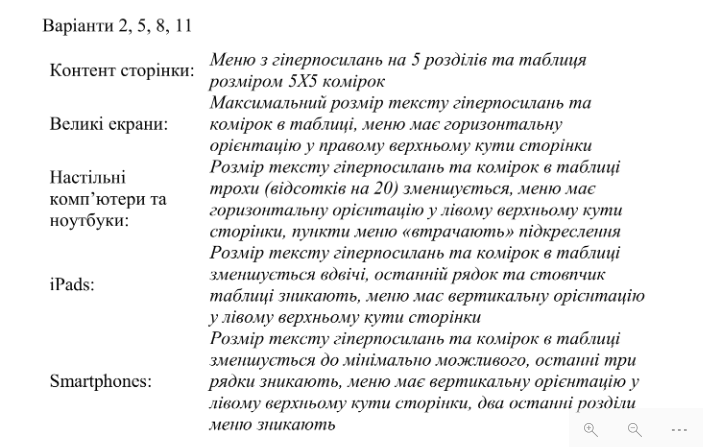 Варіанти 2, 5, 8, 11
Контент сторінки:
Меню з гіперпосилань на 5 розділів та таблиця
розміром 5Х5 комірок
Великі екрани:
Максимальний розмір тексту гіперпосилань та
комірок в таблиці, меню має горизонтальну
орієнтацію у правому верхньому кути сторінки
Настільні
комп’ютери та
ноутбуки:
Розмір тексту гіперпосилань та комірок в таблиці
трохи (відсотків на 20) зменшується, меню має
горизонтальну орієнтацію у лівому верхньому кути
сторінки, пункти меню «втрачають» підкреслення
iPads:
Розмір тексту гіперпосилань та комірок в таблиці
зменшується вдвічі, останній рядок та стовпчик
таблиці зникають, меню має вертикальну орієнтацію
у лівому верхньому кути сторінки
Smartphones:
Розмір тексту гіперпосилань та комірок в таблиці
зменшується до мінімально можливого, останні три
рядки зникають, меню має вертикальну орієнтацію у
лівому верхньому кути сторінки, два останні розділи
меню зникають